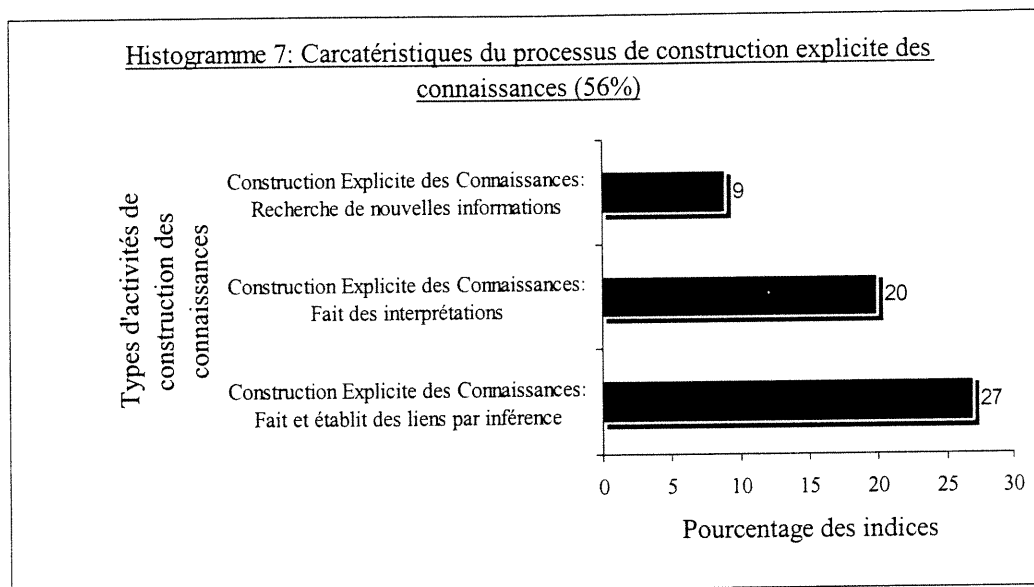 Histogramme 7: Carcatéristiques du processus de construction explicite des
connaissances (56%)
Types d'activités de
construction des
connaissances
Construction Explicite des Connaissances:
Recherche de nouvelles informations
9
Construction Explicite des Connaissances:
Fait des interprétations
20
Construction Explicite des Connaissances:
Fait et établit des liens par inférence
27
0 5 10 15 20 25 30
Pourcentage des indices